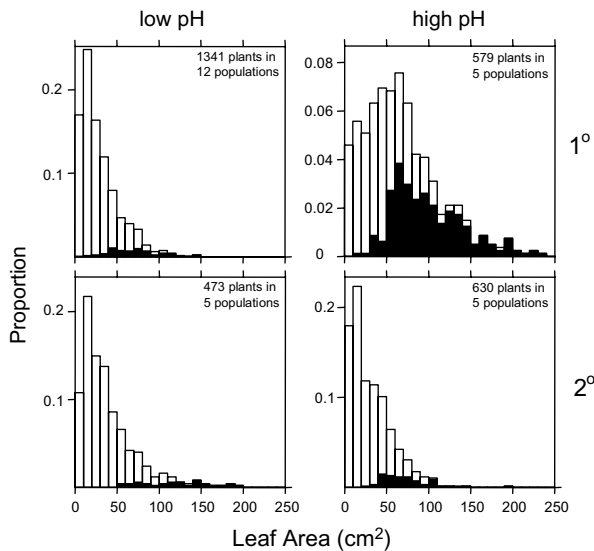 low pH
high pH
1341 plants in
12 populations
0.2
0.1
579 plants in
5 populations
0.08
0.06
0.04
0.02
0
1º
Proportion
473 plants in
5 populations
0.2
0.1
0 50 100 150 200 250
630 plants in
5 populations
0.2
0.1
0 50 100 150 200 250
2º
Leaf Area (cm²)